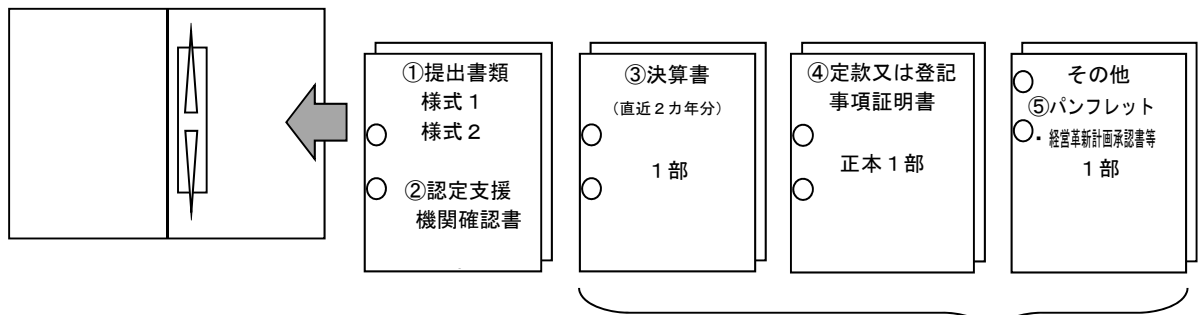 ①提出書類
様式１
様式２
②認定支援
機関確認書
③決算書
（直近２カ年分）
１部
④定款又は登記
事項証明書
正本１部
その他
⑤パンフレット
・経営革新計画承認書等
１部